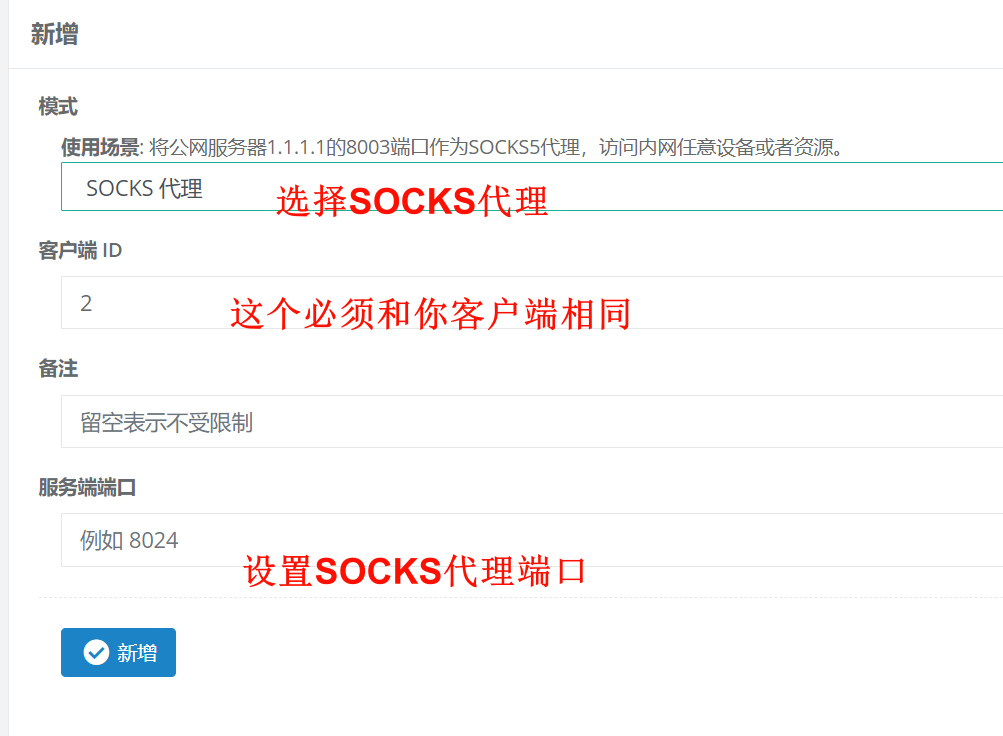 新增
模式
使用场景: 将公网服务器1.1.1.1的8003端口作为SOCKS5代理，访问内网任意设备或者资源。
SOCKS 代理
选择SOCKS代理
客户端 ID
2
这个必须和你客户端相同
备注
留空表示不受限制
服务端端口
例如 8024
设置SOCKS代理端口
新增